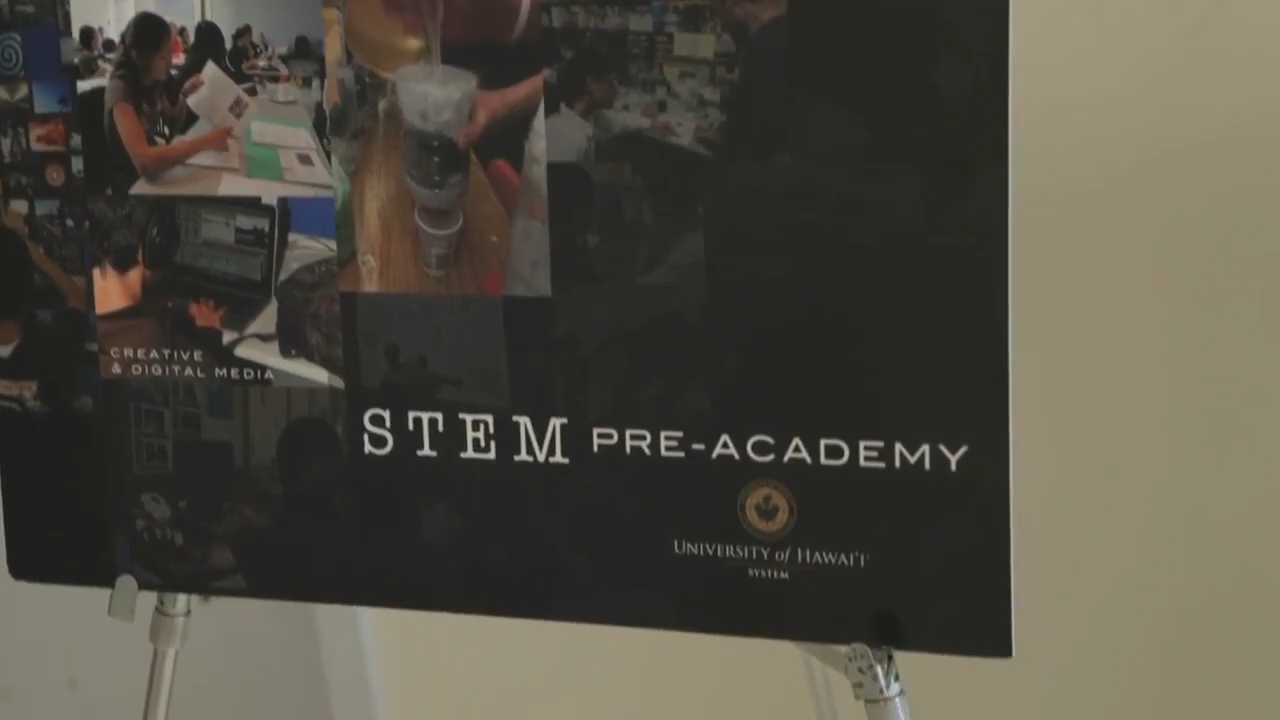 CREATIVE
& DIGITAL MEDIA
STEM PRE-ACADEMY
UNIVERSITY of HAWAI‘I
SYSTEM